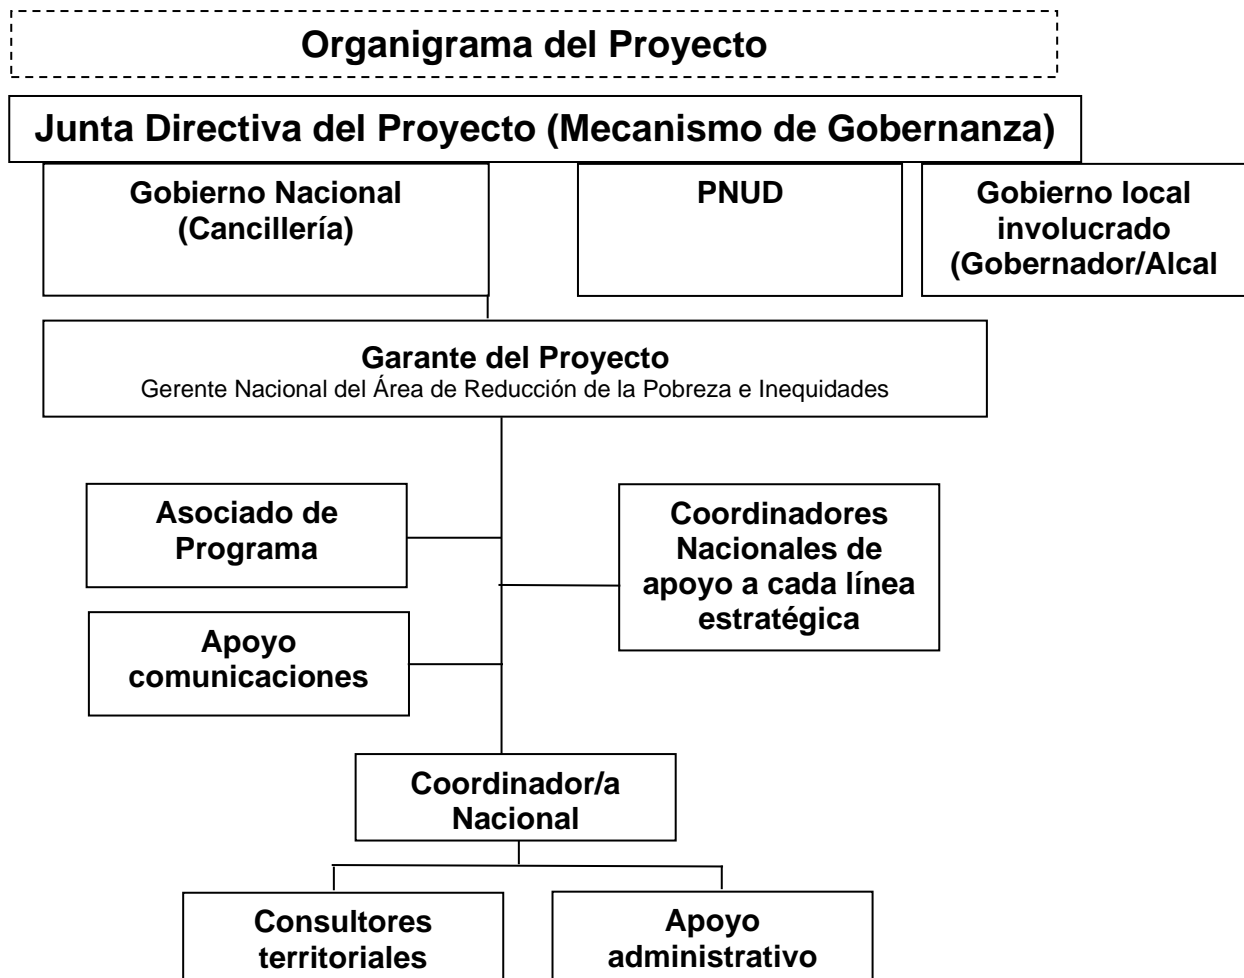 Organigrama del Proyecto
Junta Directiva del Proyecto (Mecanismo de Gobernanza)
Gobierno Nacional
(Cancillería)
PNUD
Gobierno local
involucrado
(Gobernador/Alcal
Garante del Proyecto
Gerente Nacional del Área de Reducción de la Pobreza e Inequidades
Asociado de
Programa
Coordinadores
Nacionales de
apoyo a cada línea
estratégica
Apoyo
comunicaciones
Coordinador/a
Nacional
Consultores
territoriales
Apoyo
administrativo